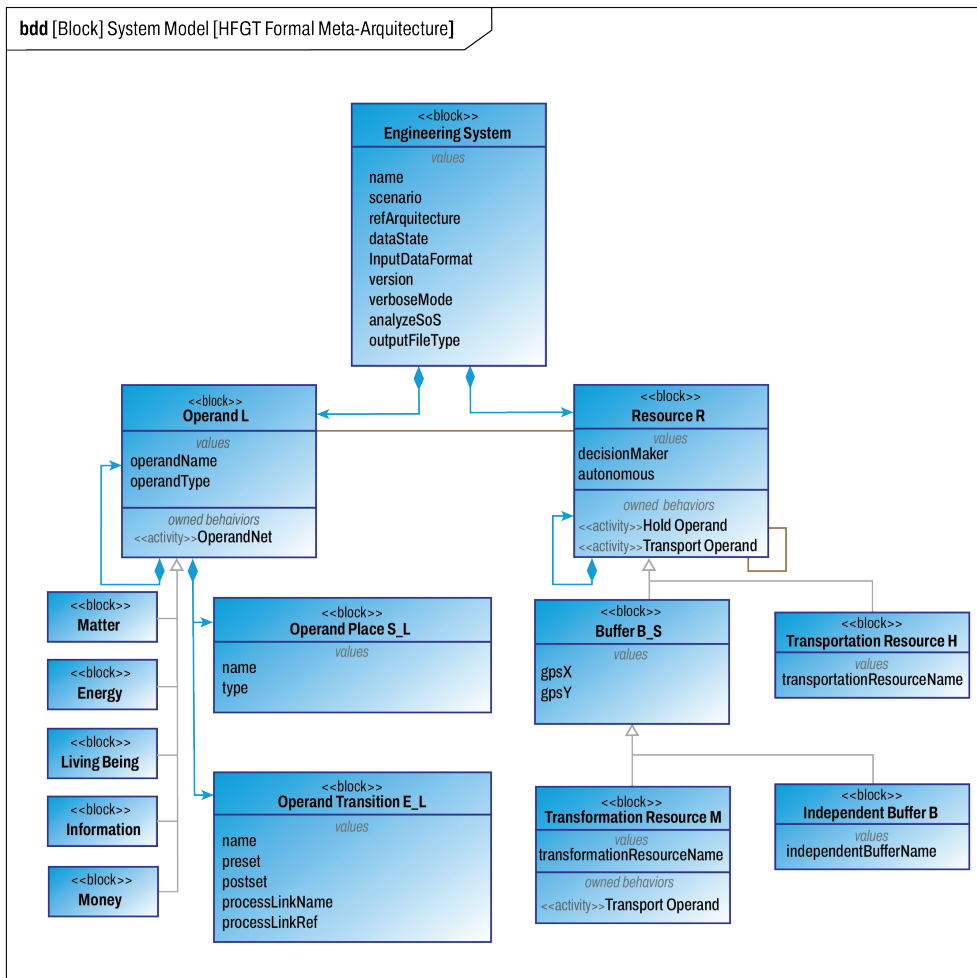 bdd [Block] System Model [HFGT Formal Meta-Arquitecture]
<<block>>
Engineering System
values
name
scenario
refArquitecture
dataState
InputDataFormat
version
verboseMode
analyzeSoS
outputFileType
<<block>>
Operand L
values
operandName
operandType
owned behaiviors
<<activity>>OperandNet
<<block>>
Resource R
values
decisionMaker
autonomous
owned behaviors
<<activity>>Hold Operand
<<activity>>Transport Operand
<<block>>
Matter
<<block>>
Energy
<<block>>
Living Being
<<block>>
Information
<<block>>
Money
<<block>>
Operand Place S_L
values
name
type
<<block>>
Operand Transition E_L
values
name
preset
postset
processLinkName
processLinkRef
<<block>>
Buffer B_S
values
gpsX
gpsY
<<block>>
Transportation Resource H
values
transportationResourceName
<<block>>
Transformation Resource M
values
transformationResourceName
owned behaviors
<<activity>>Transport Operand
<<block>>
Independent Buffer B
values
independentBufferName